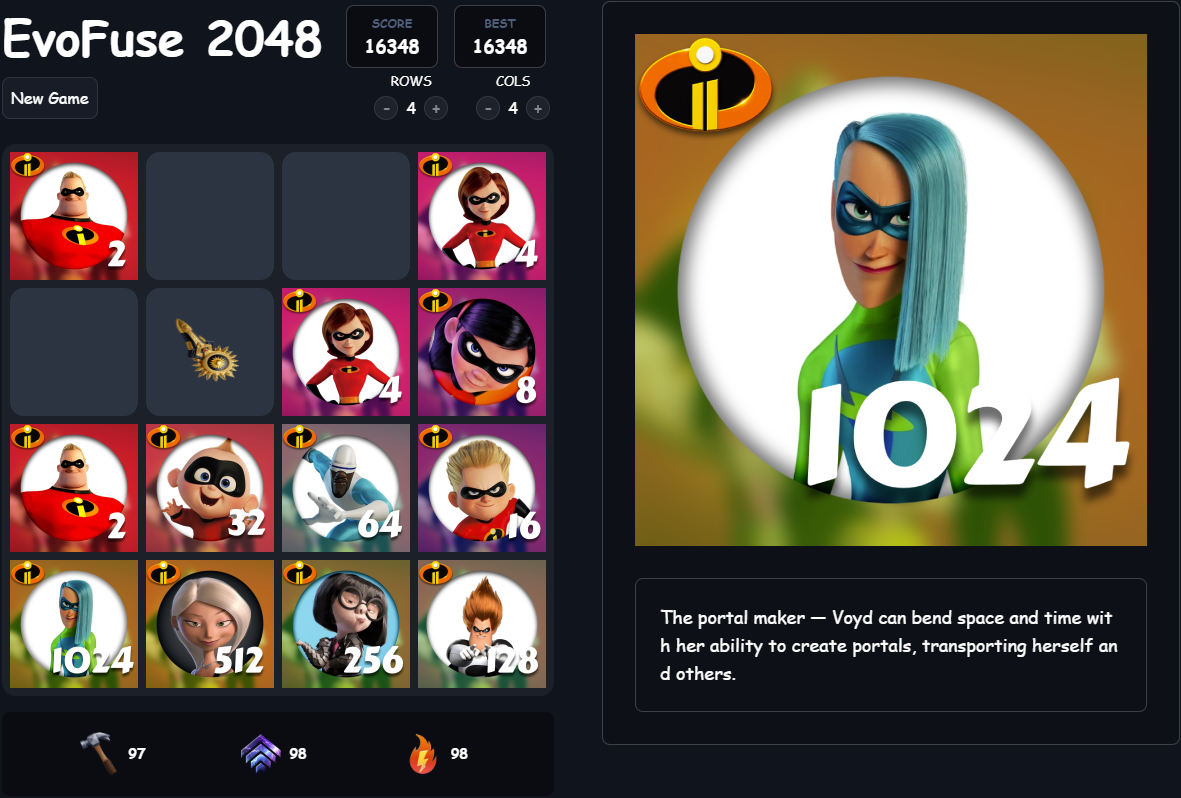 EvoFuse 2048
SCORE
16348
BEST
16348
New Game
ROWS
- 4 +
COLS
- 4 +
2
4
4
8
2
32
64
16
1024
512
256
128
97
98
98
1024
The portal maker — Voyd can bend space and time wit
h her ability to create portals, transporting herself an
d others.